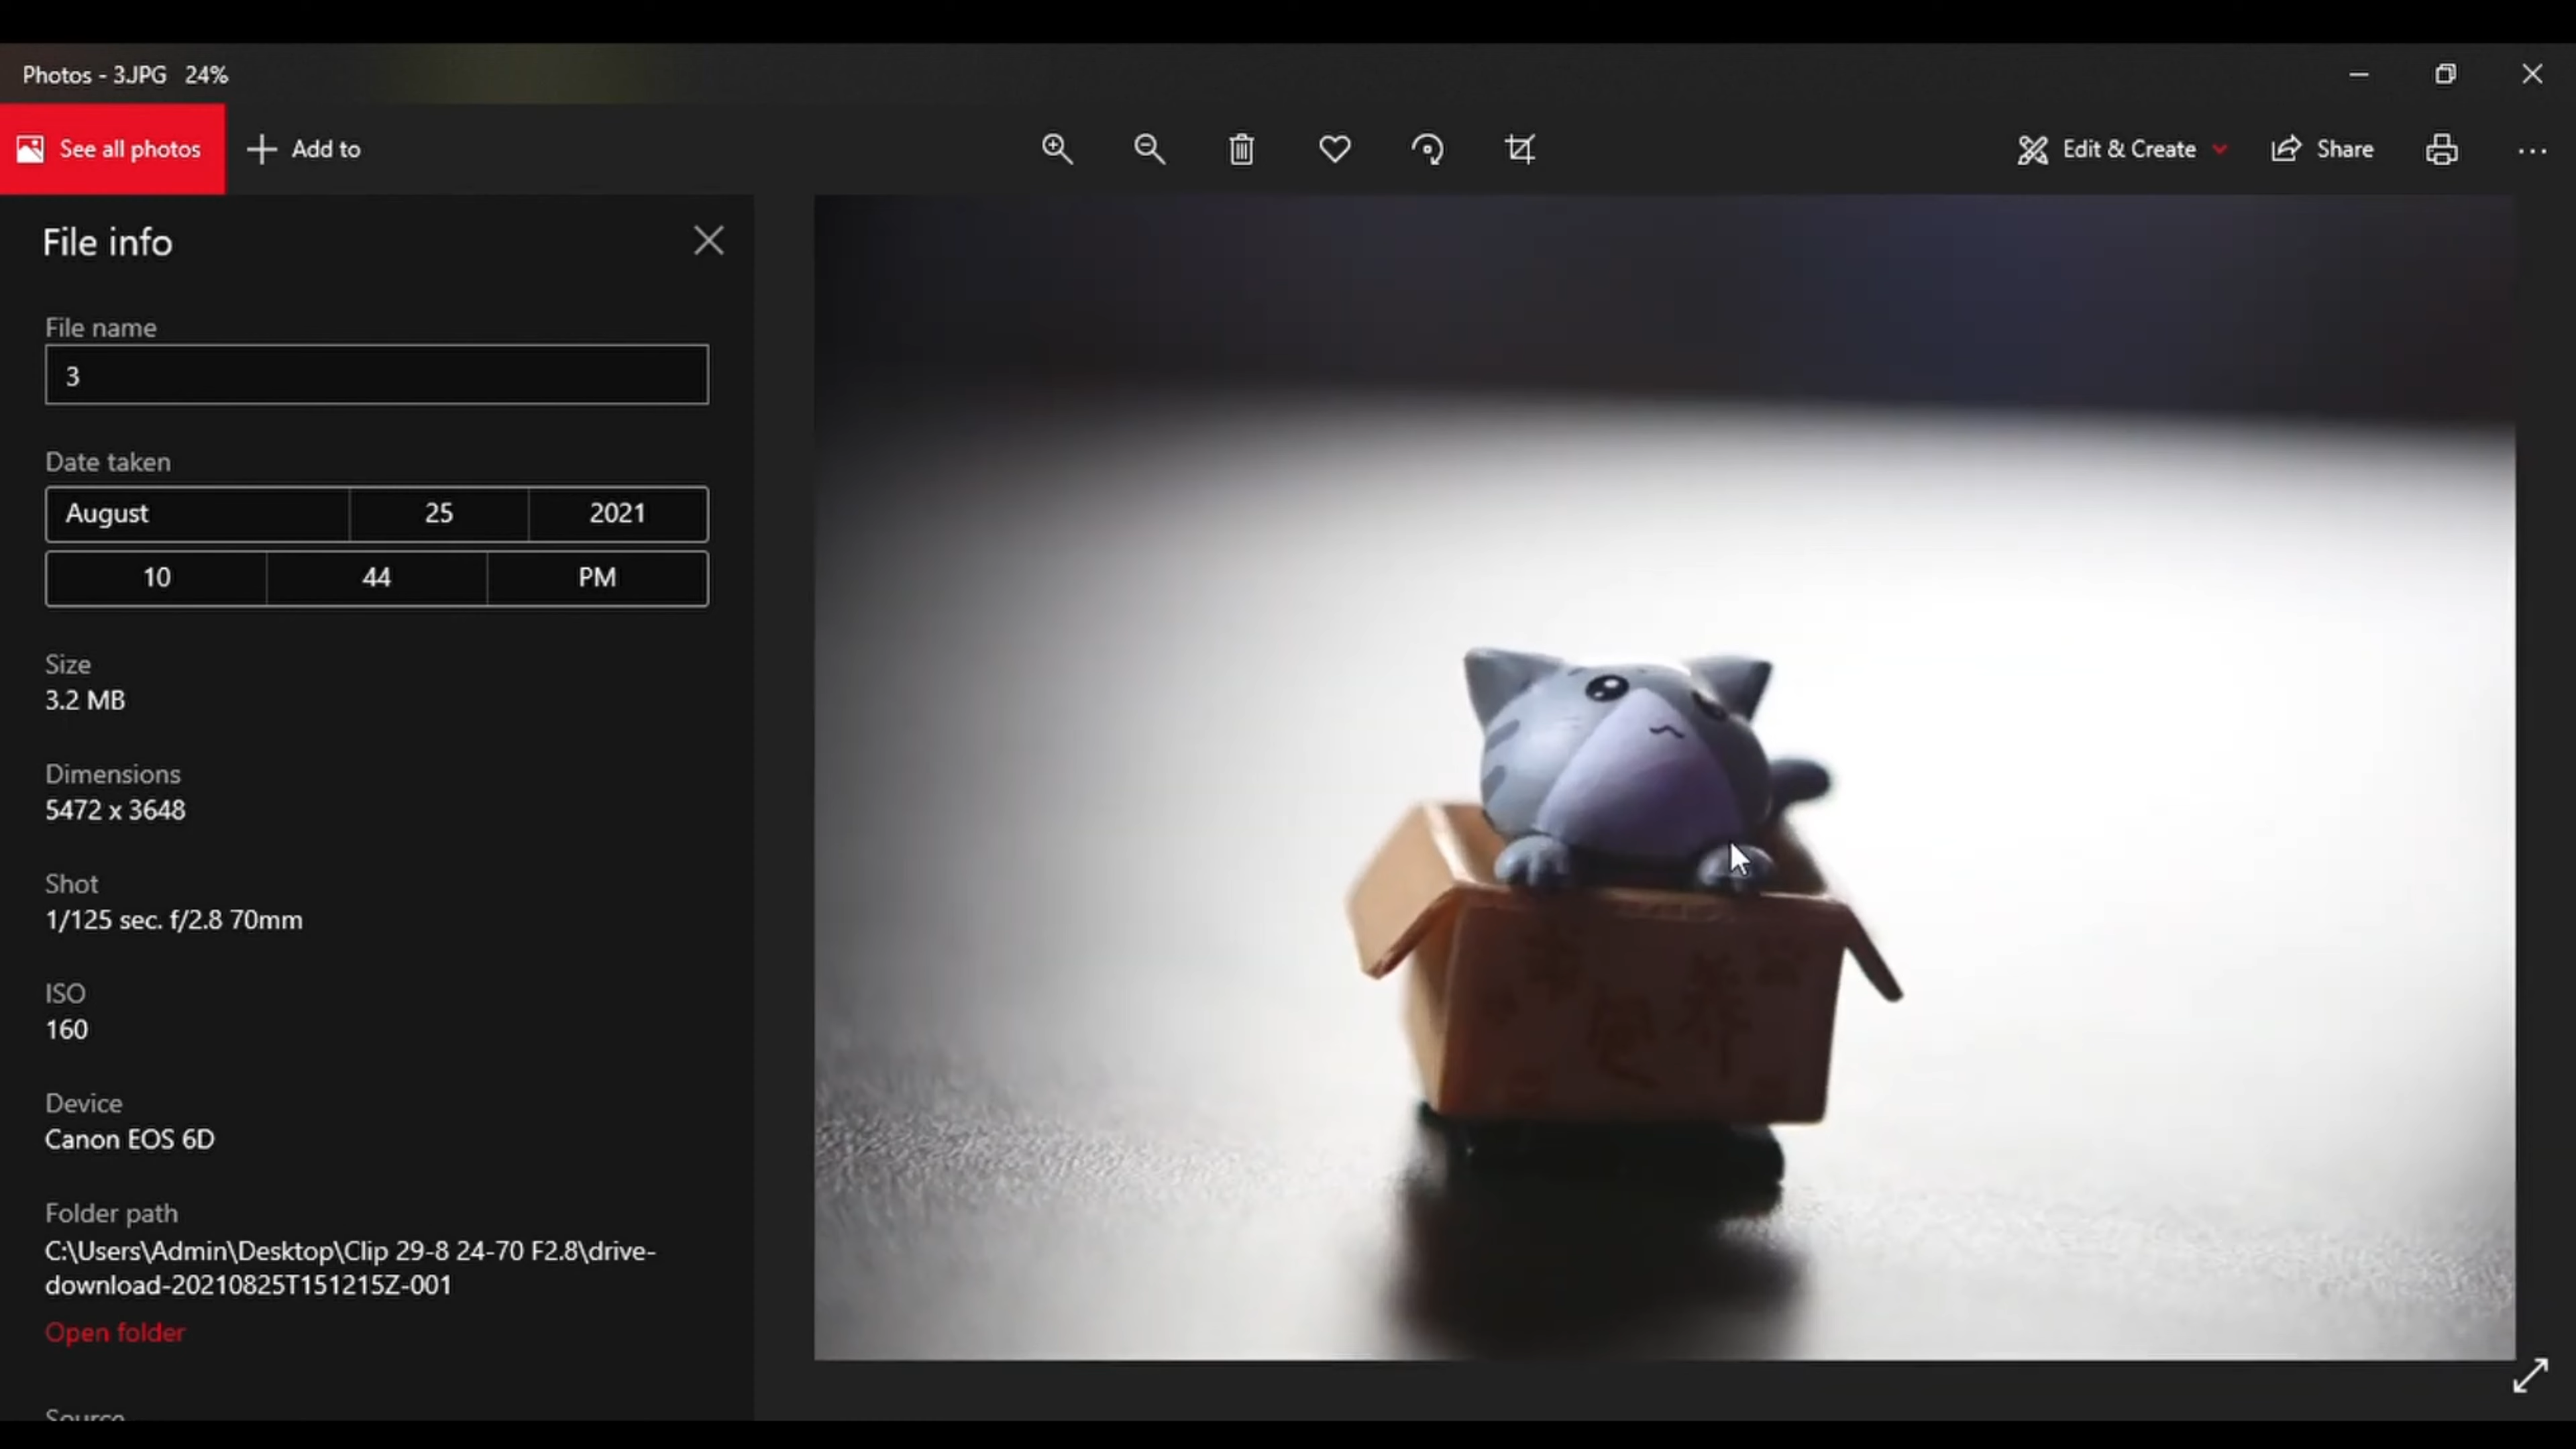 Photos - 3.JPG 24%
See all photos
Add to
Edit & Create
Share
File info
File name
3
Date taken
August 25 2021
10 44 PM
Size
3.2 MB
Dimensions
5472 x 3648
Shot
1/125 sec. f/2.8 70mm
ISO
160
Device
Canon EOS 6D
Folder path
C:\Users\Admin\Desktop\Clip 29-8 24-70 F2.8\drive-
download-20210825T151215Z-001
Open folder
Source